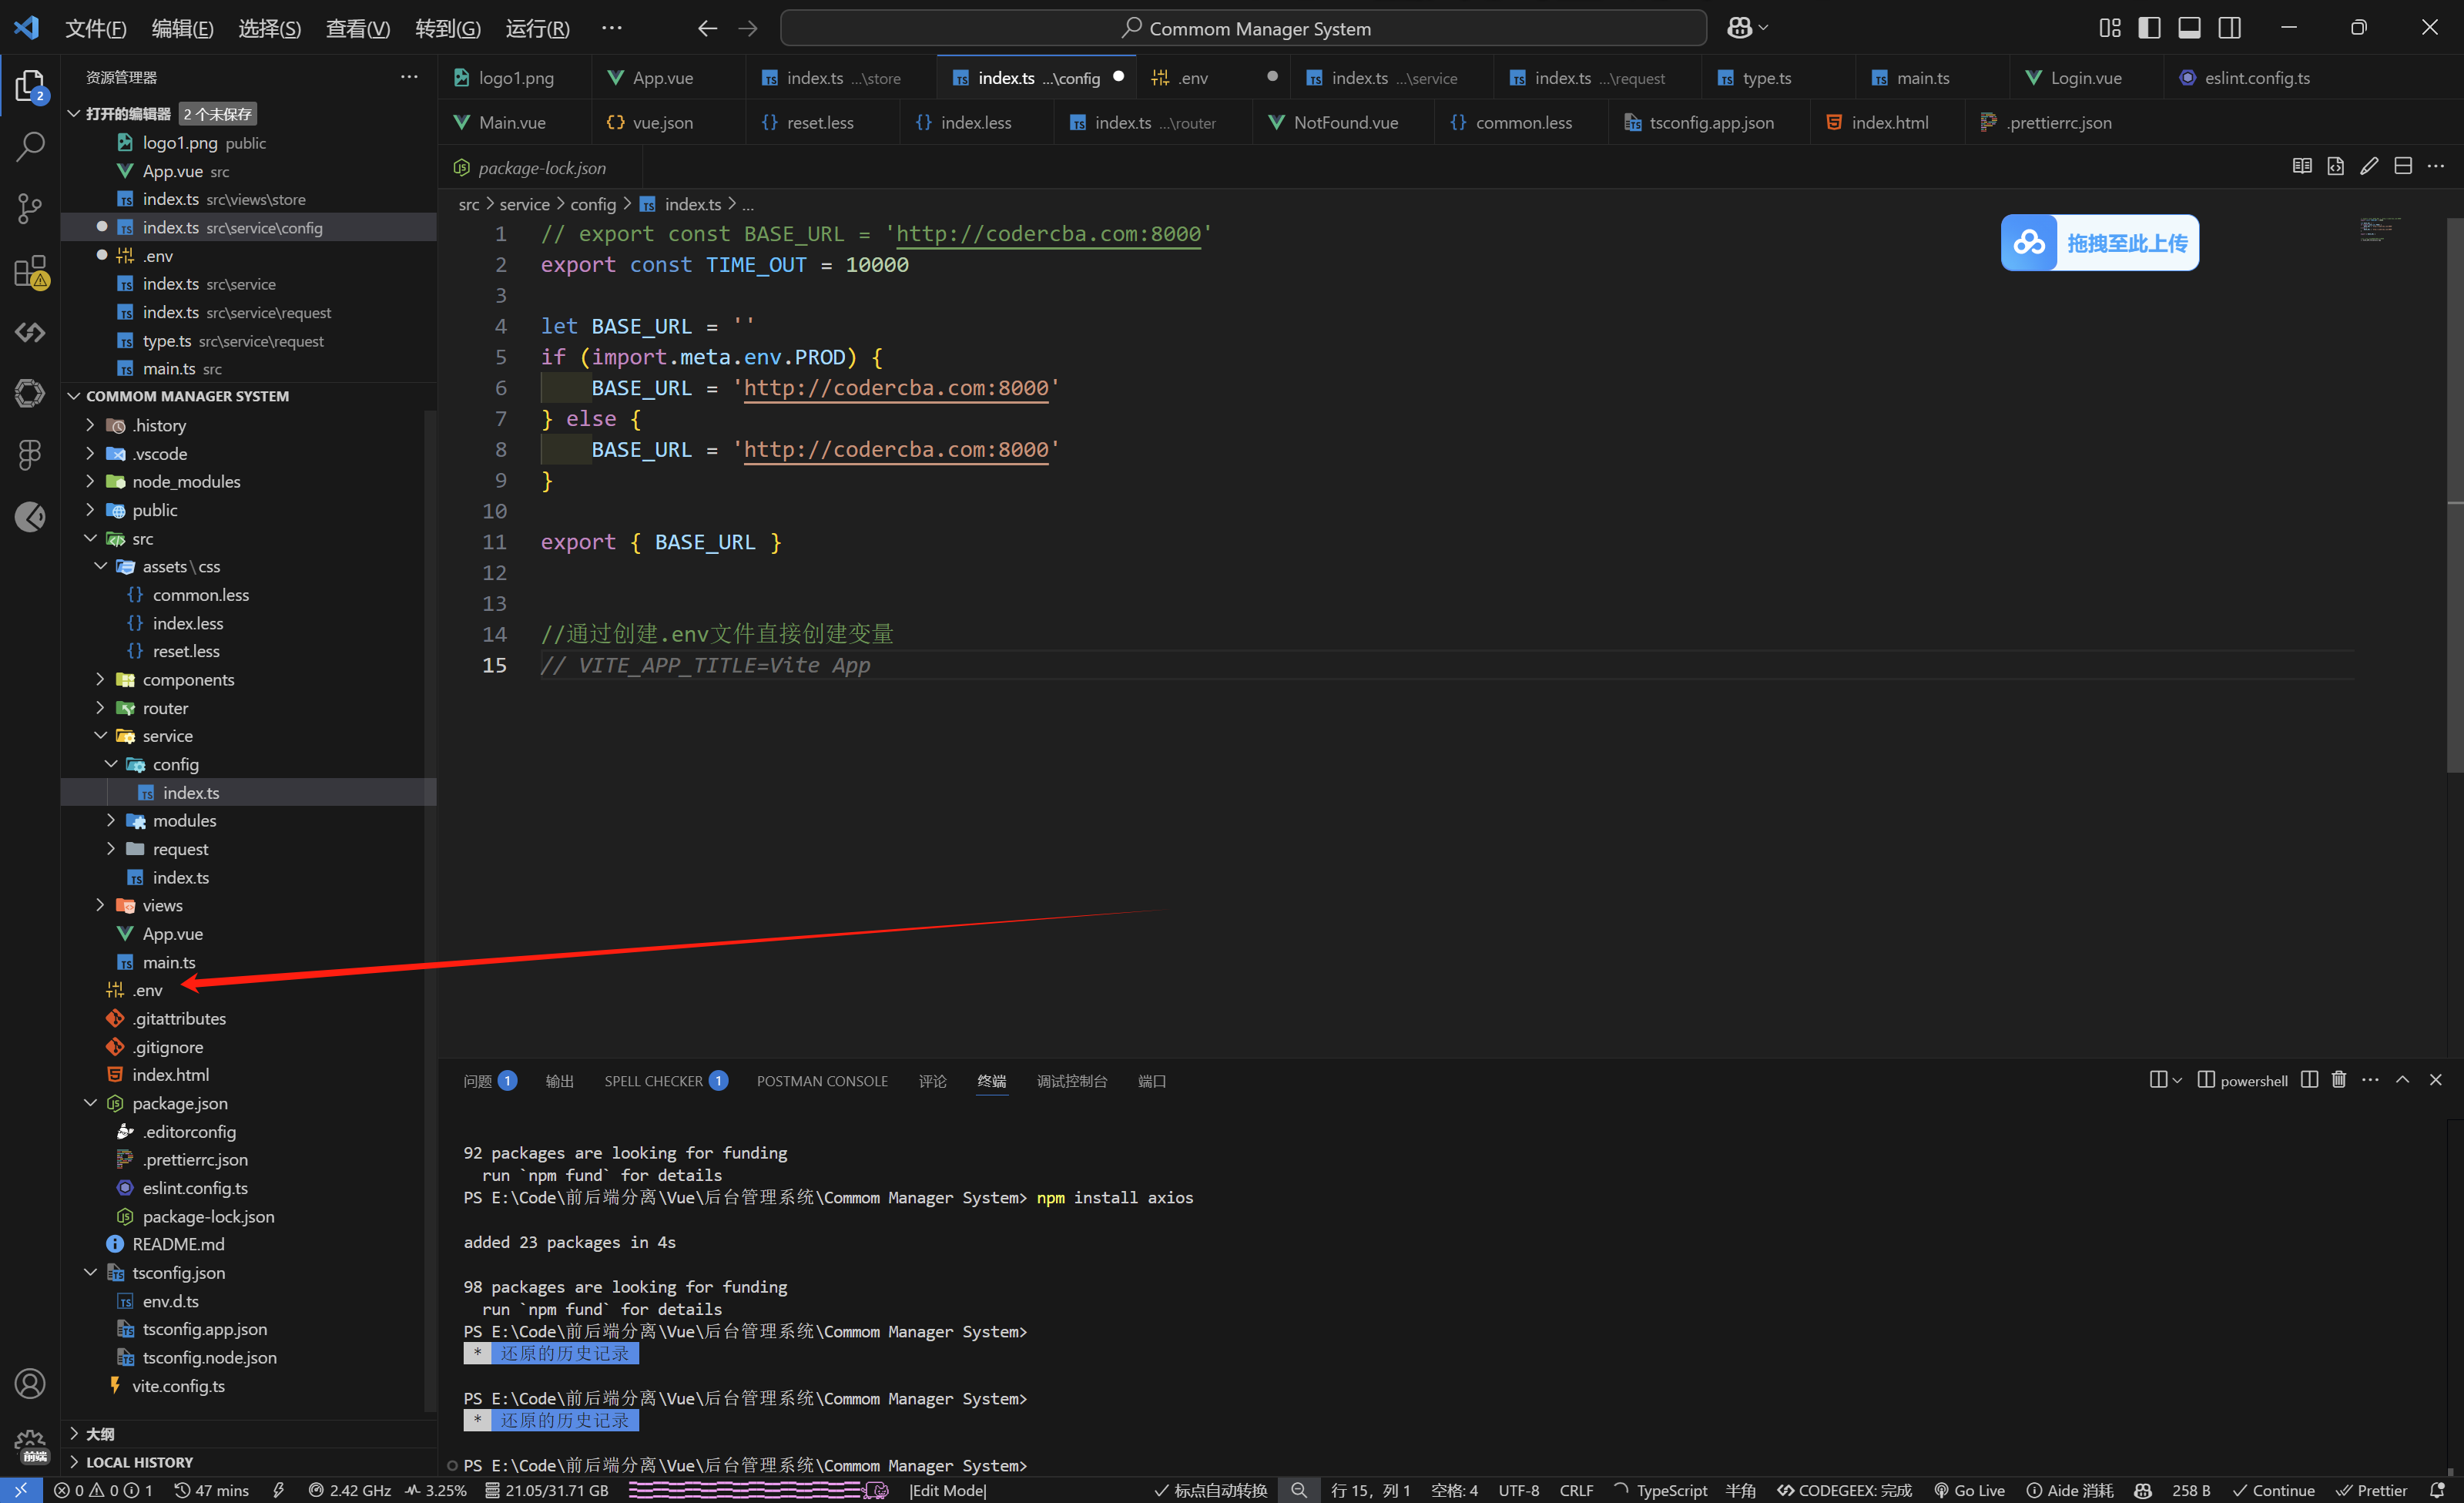 文件(F) 编辑(E) 选择(S) 查看(V) 转到(G) 运行(R) ··· Commom Manager System
资源管理器
打开的编辑器 2 个未保存
logo1.png public
App.vue src
index.ts src\views\store
index.ts src\service\config
.env
index.ts src\service
index.ts src\service\request
type.ts src\service\request
main.ts src
COMMOM MANAGER SYSTEM
.history
.vscode
node_modules
public
src
assets\css
common.less
index.less
reset.less
components
router
service
config
index.ts
modules
request
index.ts
views
App.vue
main.ts
.env
.gitattributes
.gitignore
index.html
package.json
.editorconfig
.prettierrc.json
eslint.config.ts
package-lock.json
README.md
tsconfig.json
env.d.ts
tsconfig.app.json
tsconfig.node.json
vite.config.ts
大纲
LOCAL HISTORY
2
前端
logo1.png App.vue index.ts ...\store index.ts ...\config .env index.ts ...\service index.ts ...\request type.ts main.ts Login.vue eslint.config.ts
Main.vue vue.json reset.less index.less index.ts ...\router NotFound.vue common.less tsconfig.app.json index.html .prettierrc.json
package-lock.json
src > service > config > index.ts > ...
拖拽至此上传
1 // export const BASE_URL = 'http://codercba.com:8000'
2 export const TIME_OUT = 10000
3
4 let BASE_URL = ''
5 if (import.meta.env.PROD) {
6 BASE_URL = 'http://codercba.com:8000'
7 } else {
8 BASE_URL = 'http://codercba.com:8000'
9 }
10
11 export { BASE_URL }
12
13
14 //通过创建.env文件直接创建变量
15 // VITE_APP_TITLE=Vite App
问题 1 输出 SPELL CHECKER 1 POSTMAN CONSOLE 评论 终端 调试控制台 端口 powershell
92 packages are looking for funding
run `npm fund` for details
PS E:\Code\前后端分离\Vue\后台管理系统\Commom Manager System> npm install axios
added 23 packages in 4s
98 packages are looking for funding
run `npm fund` for details
PS E:\Code\前后端分离\Vue\后台管理系统\Commom Manager System>
* 还原的历史记录
PS E:\Code\前后端分离\Vue\后台管理系统\Commom Manager System>
* 还原的历史记录
PS E:\Code\前后端分离\Vue\后台管理系统\Commom Manager System>
0 0 1 47 mins 2.42 GHz 3.25% 21.05/31.71 GB |Edit Mode| 标点自动转换 行 15，列 1 空格: 4 UTF-8 CRLF TypeScript 半角 CODEGEEX: 完成 Go Live Aide 消耗 258 B Continue Prettier